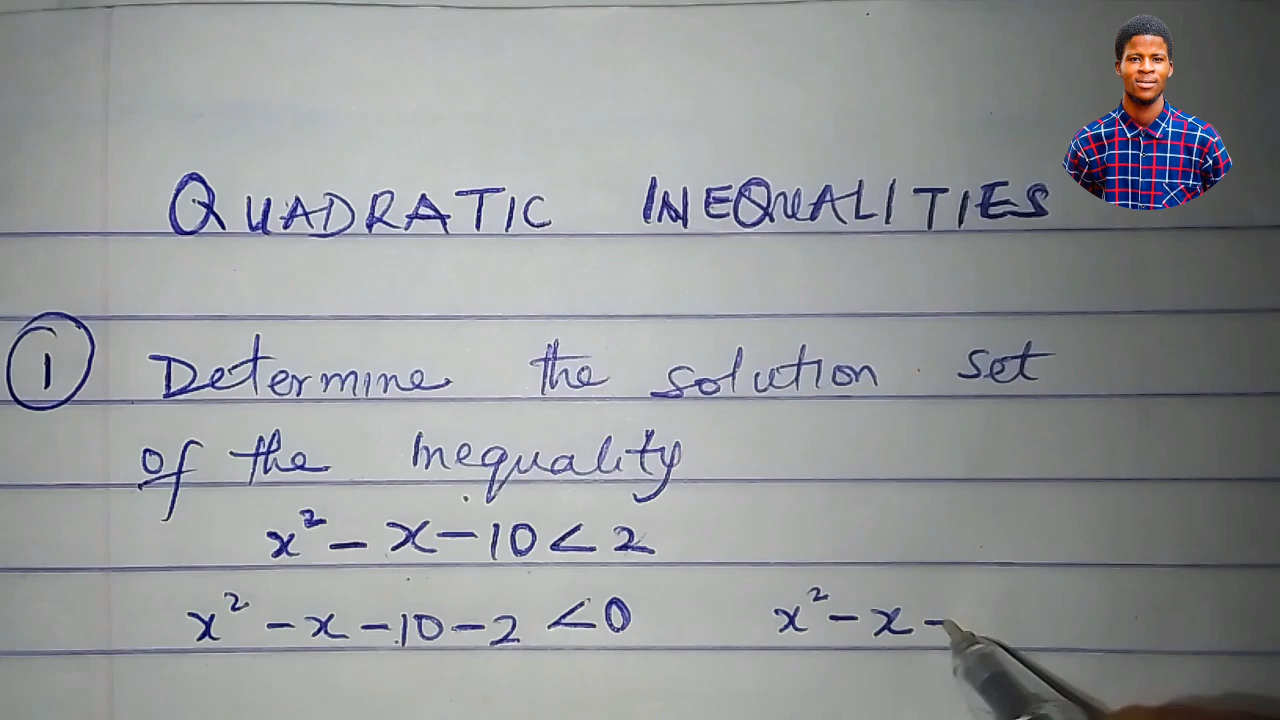 QUADRATIC INEQUALITIES
① Determine the solution set
of the Inequality
x² - x - 10 < 2
x² - x - 10 - 2 < 0 x² - x -